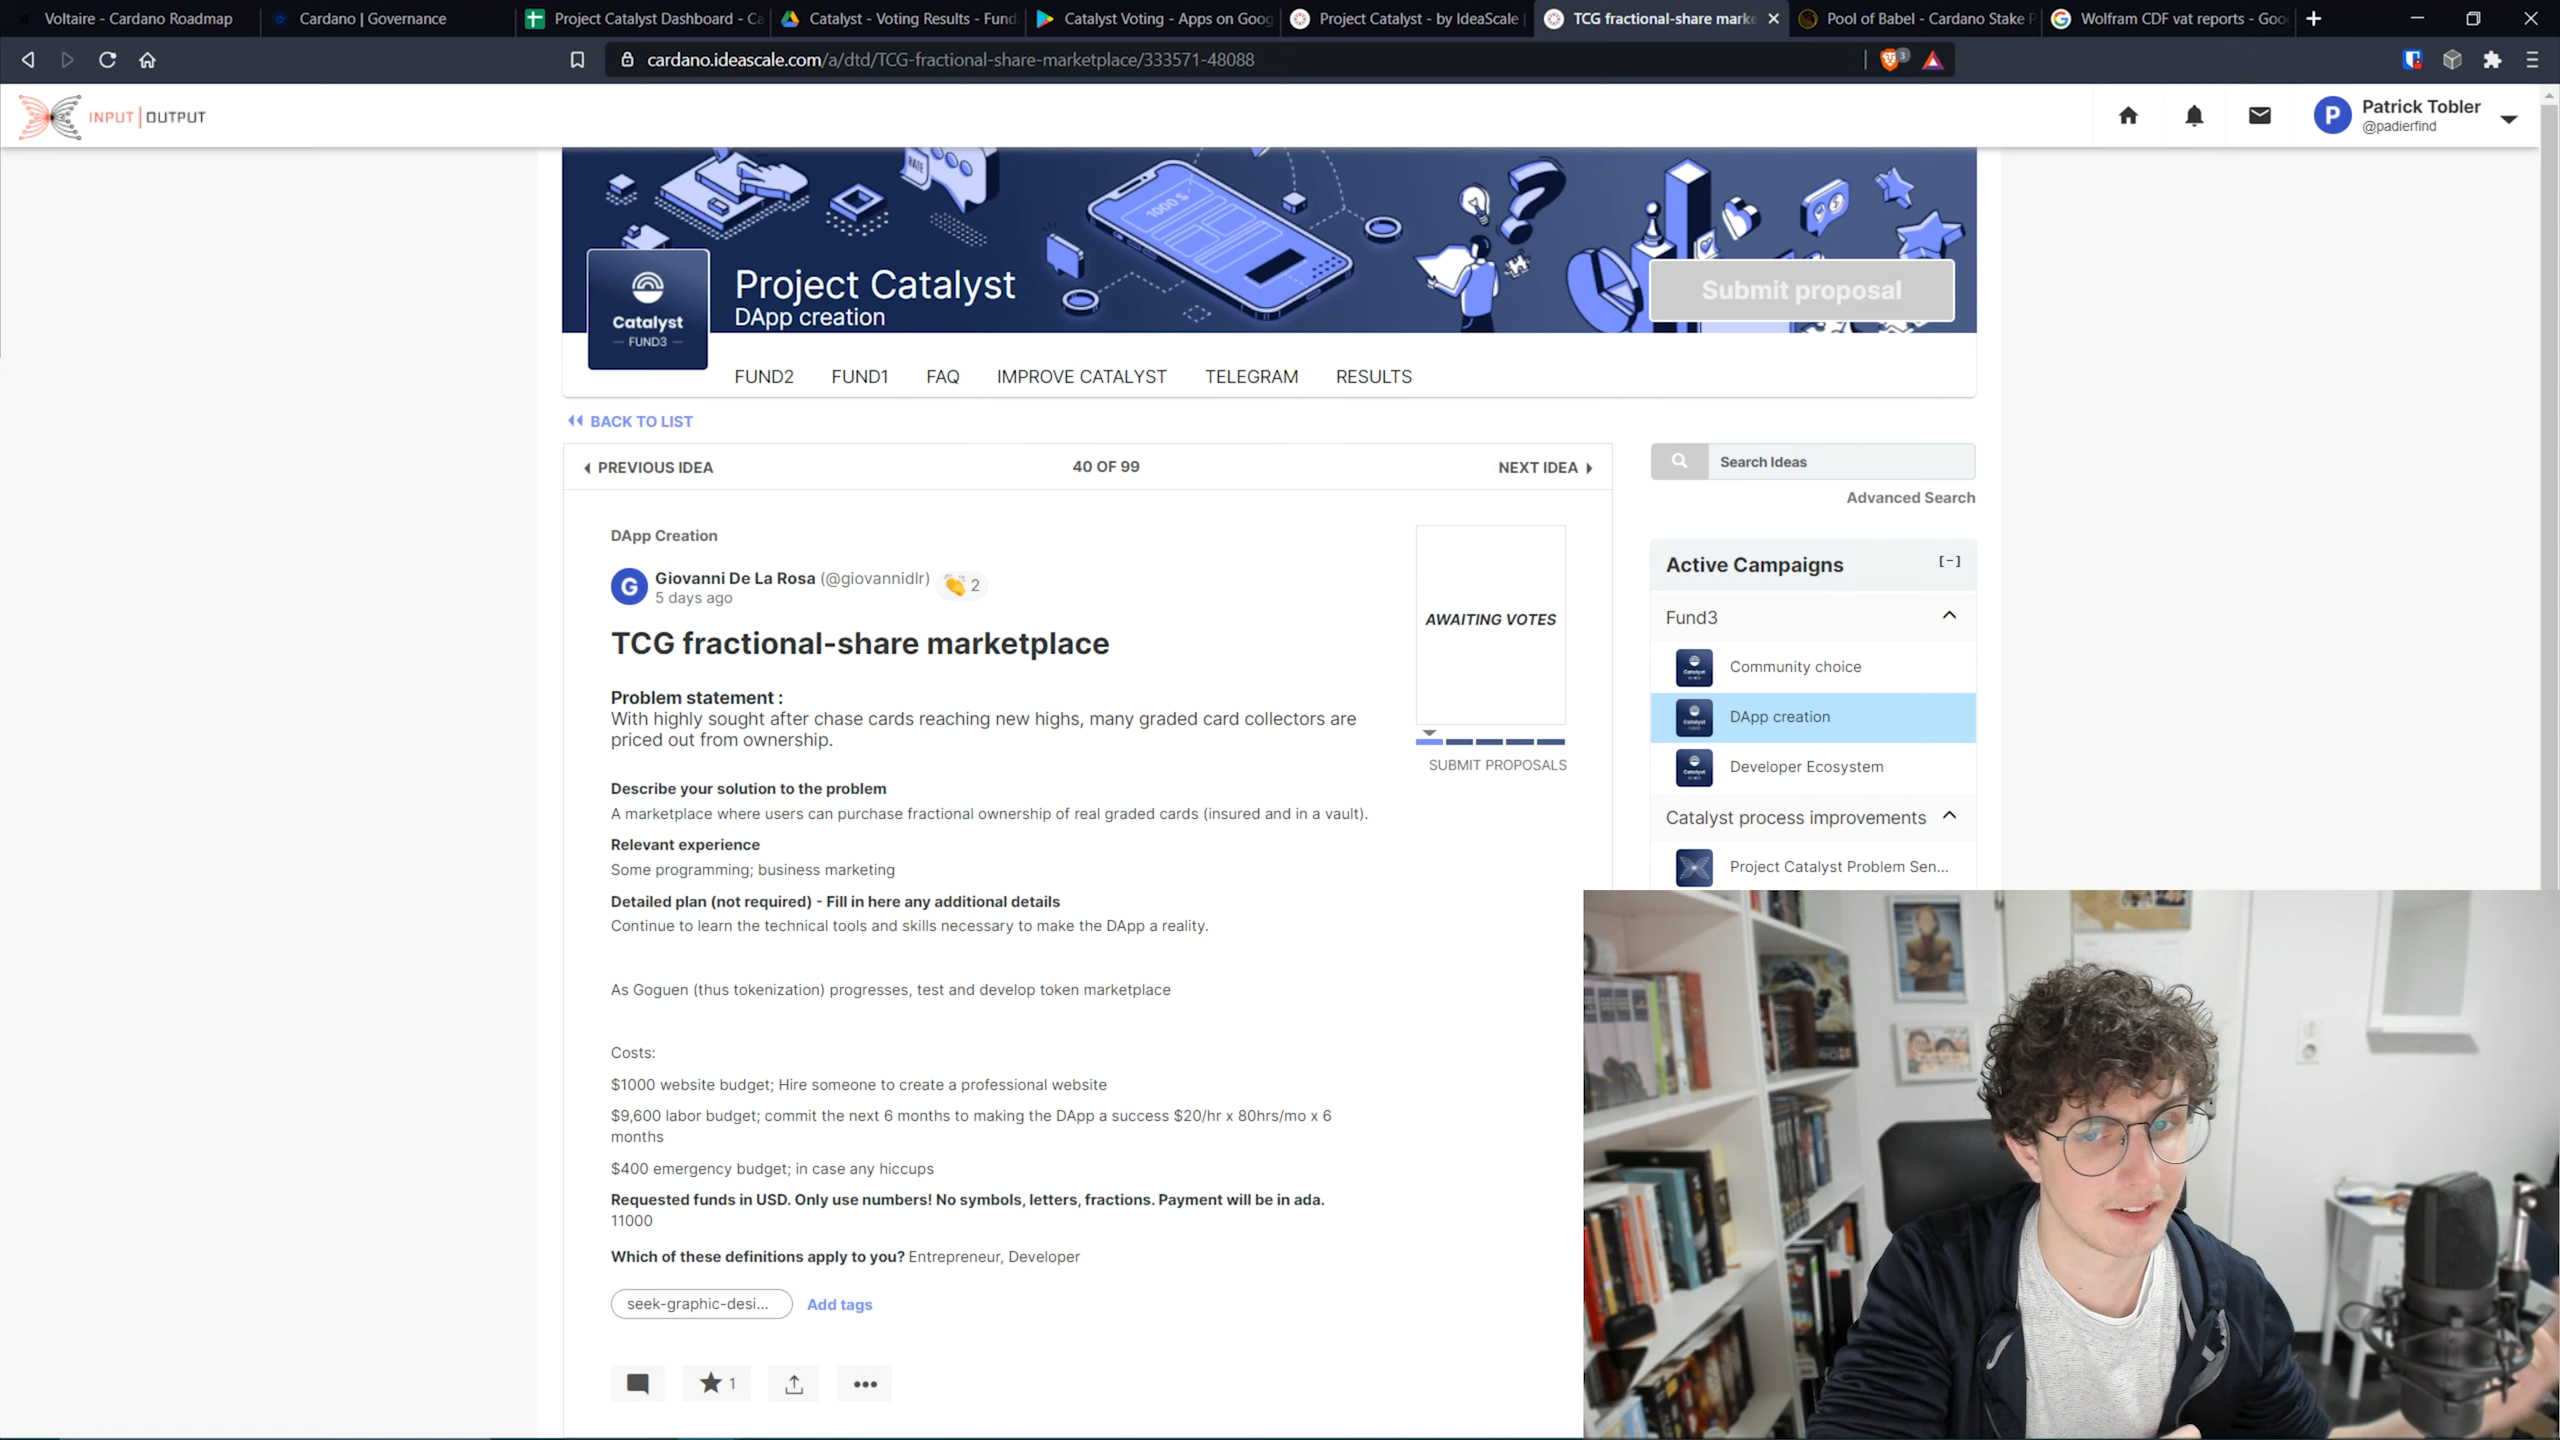 Voltaire - Cardano Roadmap
Cardano | Governance
Project Catalyst Dashboard - Ca
Catalyst - Voting Results - Fund
Catalyst Voting - Apps on Goog
Project Catalyst - by IdeaScale
TCG fractional-share marke
Pool of Babel - Cardano Stake P
Wolfram CDF vat reports - Goo
cardano.ideascale.com/a/dtd/TCG-fractional-share-marketplace/333571-48088
3
INPUT | OUTPUT
P
Patrick Tobler
@padierfind
RATE
1000 $
Project Catalyst
DApp creation
Submit proposal
Catalyst
— FUND3 —
FUND2
FUND1
FAQ
IMPROVE CATALYST
TELEGRAM
RESULTS
BACK TO LIST
PREVIOUS IDEA
40 OF 99
NEXT IDEA
Search Ideas
Advanced Search
DApp Creation
G
Giovanni De La Rosa (@giovannidlr)
2
5 days ago
AWAITING VOTES
SUBMIT PROPOSALS
TCG fractional-share marketplace
Problem statement :
With highly sought after chase cards reaching new highs, many graded card collectors are
priced out from ownership.
Describe your solution to the problem
A marketplace where users can purchase fractional ownership of real graded cards (insured and in a vault).
Relevant experience
Some programming; business marketing
Detailed plan (not required) - Fill in here any additional details
Continue to learn the technical tools and skills necessary to make the DApp a reality.
As Goguen (thus tokenization) progresses, test and develop token marketplace
Costs:
$1000 website budget; Hire someone to create a professional website
$9,600 labor budget; commit the next 6 months to making the DApp a success $20/hr x 80hrs/mo x 6
months
$400 emergency budget; in case any hiccups
Requested funds in USD. Only use numbers! No symbols, letters, fractions. Payment will be in ada.
11000
Which of these definitions apply to you? Entrepreneur, Developer
seek-graphic-desi...
Add tags
1
Active Campaigns
[-]
Fund3
Community choice
DApp creation
Developer Ecosystem
Catalyst process improvements
Project Catalyst Problem Sen...